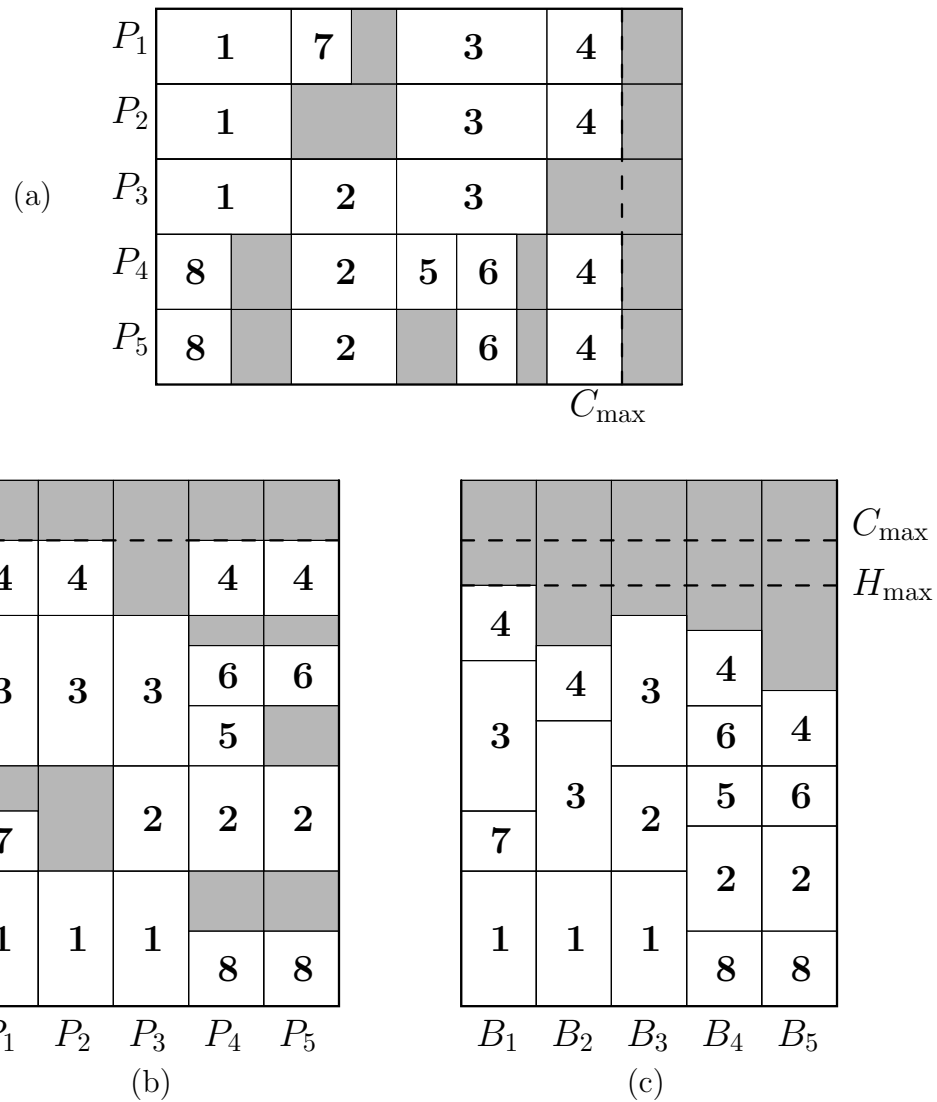 P1 1 7 3 4
P2 1 3 4
(a) P3 1 2 3
P4 8 2 5 6 4
P5 8 2 6 4
Cmax
4 4 4 4
3 3 3 6 6
5
7 2 2 2
1 1 1 8 8
P1 P2 P3 P4 P5
(b)
Cmax
Hmax
4 4 3 4 4
3 3 2 6 6
7 5
1 1 1 2 2
8 8
B1 B2 B3 B4 B5
(c)